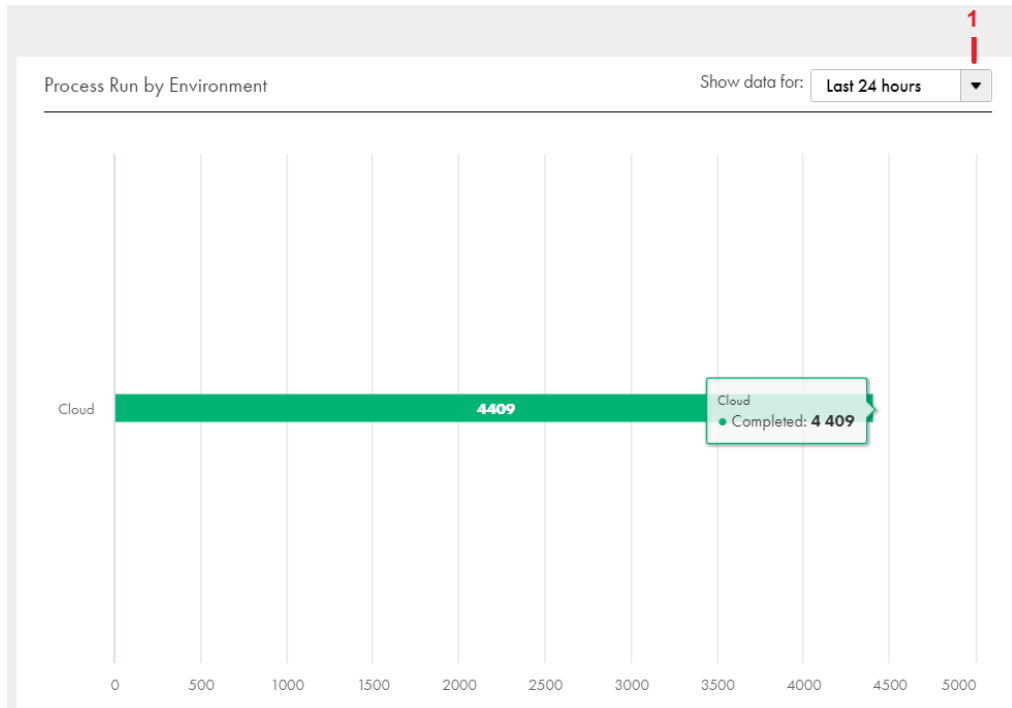 1
Process Run by Environment
Show data for: Last 24 hours
Cloud
4409
Cloud
Completed: 4 409
0 500 1000 1500 2000 2500 3000 3500 4000 4500 5000